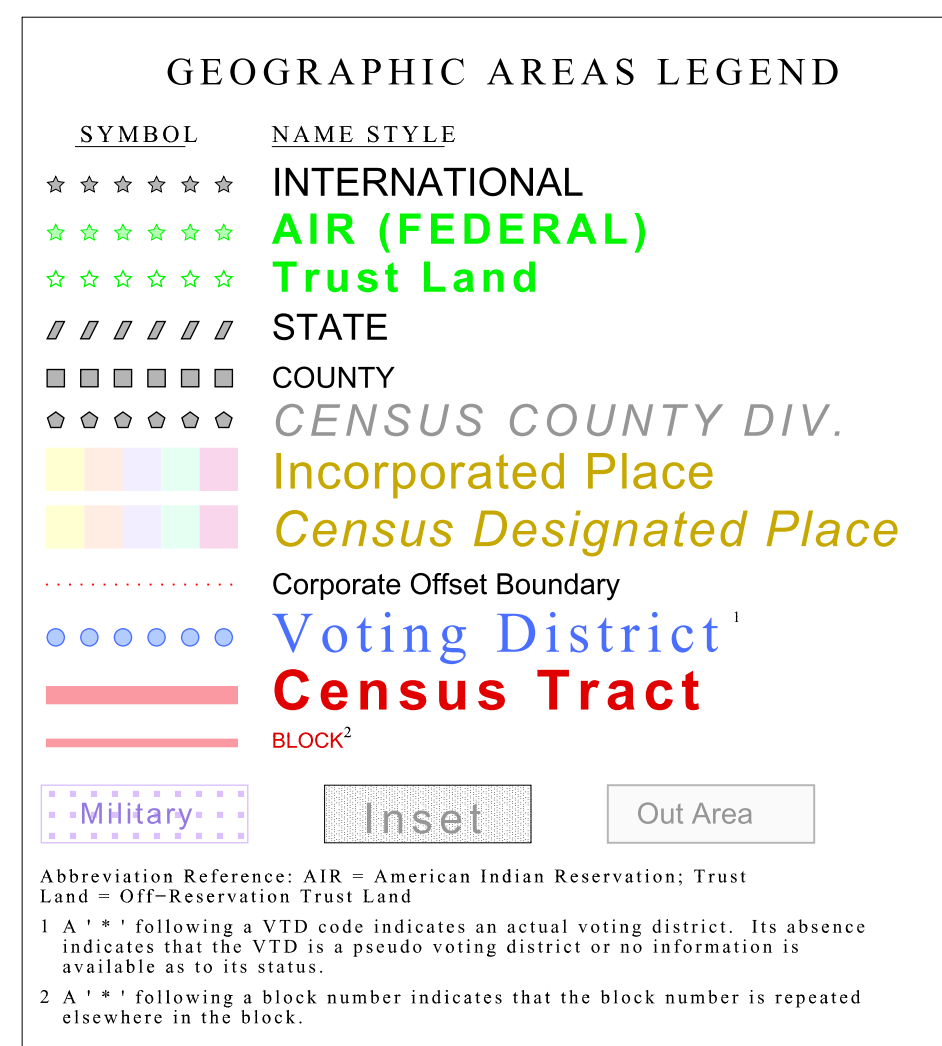 GEOGRAPHIC AREAS LEGEND
SYMBOL NAME STYLE
INTERNATIONAL
AIR (FEDERAL)
Trust Land
STATE
COUNTY
CENSUS COUNTY DIV.
Incorporated Place
Census Designated Place
Corporate Offset Boundary
Voting District 1
Census Tract
BLOCK2
Military Inset Out Area
Abbreviation Reference: AIR = American Indian Reservation; Trust
Land = Off−Reservation Trust Land
1 A ' * ' following a VTD code indicates an actual voting district. Its absence
indicates that the VTD is a pseudo voting district or no information is
available as to its status.
2 A ' * ' following a block number indicates that the block number is repeated
elsewhere in the block.